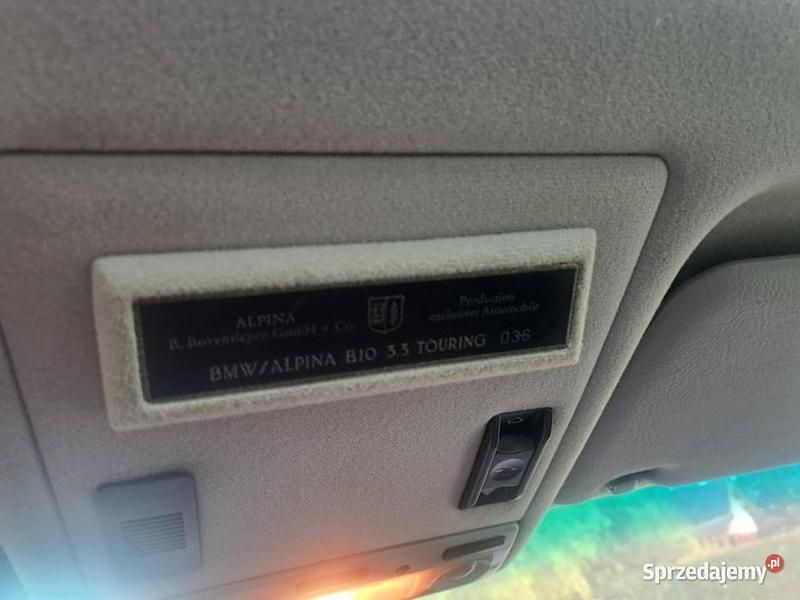 ALPINA
B. Bovensiepen GmbH + Co.
Production
exclusiver Automobile
BMW/ALPINA B10 3.3 TOURING 036
Sprzedajemy.pl